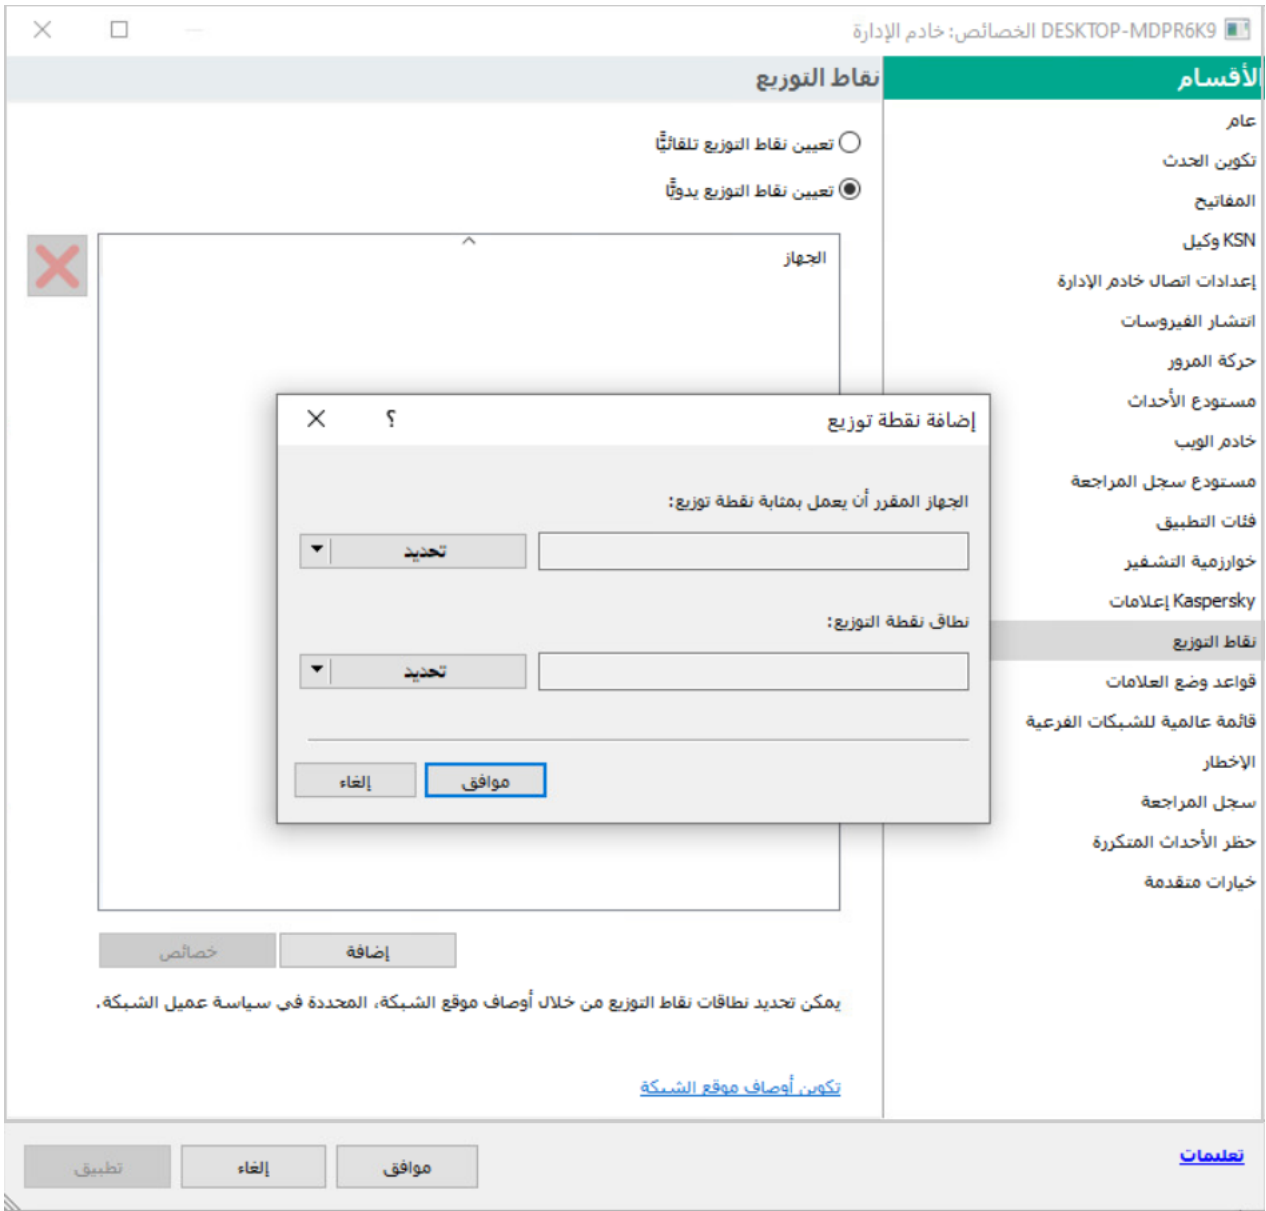 DESKTOP-MDPR6K9 الخصائص: خادم الإدارة
الأقسام
عام
تكوين الحدث
المفاتيح
KSN وكيل
إعدادات اتصال خادم الإدارة
انتشار الفيروسات
حركة المرور
مستودع الأحداث
خادم الويب
مستودع سجل المراجعة
فئات التطبيق
خوارزمية التشفير
Kaspersky إعلامات
نقاط التوزيع
قواعد وضع العلامات
قائمة عالمية للشبكات الفرعية
الإخطار
سجل المراجعة
حظر الأحداث المتكررة
خيارات متقدمة
نقاط التوزيع
تعيين نقاط التوزيع تلقائيًّا
تعيين نقاط التوزيع يدويًّا
الجهاز
إضافة نقطة توزيع
؟
الجهاز المقرر أن يعمل بمثابة نقطة توزيع:
تحديد
نطاق نقطة التوزيع:
تحديد
موافق
إلغاء
إضافة
خصائص
يمكن تحديد نطاقات نقاط التوزيع من خلال أوصاف موقع الشبكة، المحددة في سياسة عميل الشبكة.
تكوين أوصاف موقع الشبكة
تعليمات
موافق
إلغاء
تطبيق